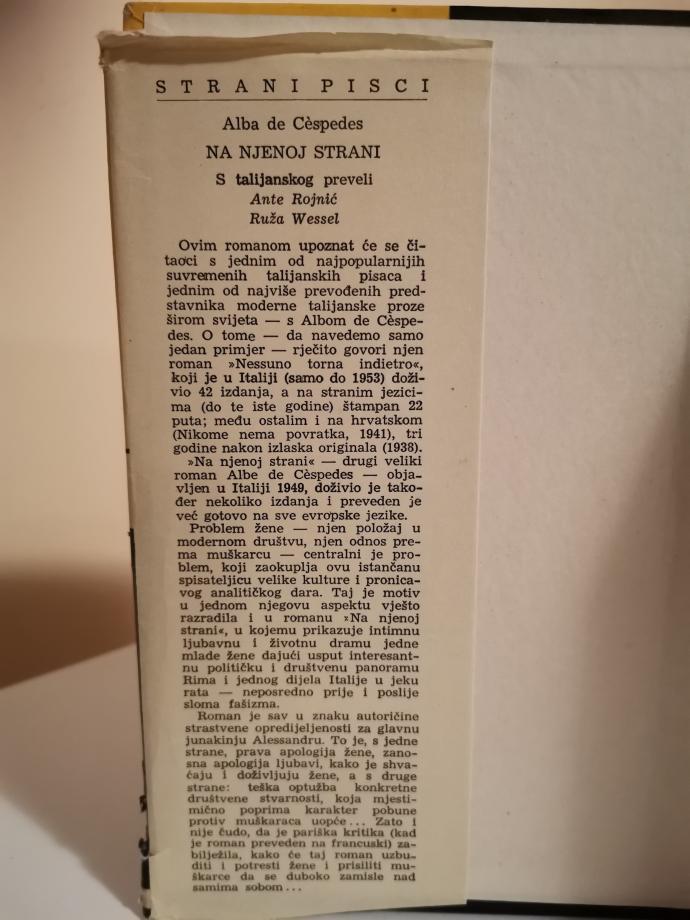 STRANI PISCI
Alba de Cèspedes
NA NJENOJ STRANI
S talijanskog preveli
Ante Rojnić
Ruža Wessel
Ovim romanom upoznat će se či-
taoci s jednim od najpopularnijih
suvremenih talijanskih pisaca i
jednim od najviše prevođenih pred-
stavnika moderne talijanske proze
širom svijeta — s Albom de Cèspe-
des. O tome — da navedemo samo
jedan primjer — rječito govori njen
roman »Nessuno torna indietro«,
koji je u Italiji (samo do 1953) doži-
vio 42 izdanja, a na stranim jezici-
ma (do te iste godine) štampan 22
puta; među ostalim i na hrvatskom
(Nikome nema povratka, 1941), tri
godine nakon izlaska originala (1938).
»Na njenoj strani« — drugi veliki
roman Albe de Cèspedes — obja-
vljen u Italiji 1949, doživio je tako-
đer nekoliko izdanja i preveden je
već gotovo na sve evropske jezike.
Problem žene — njen položaj u
modernom društvu, njen odnos pre-
ma muškarcu — centralni je pro-
blem, koji zaokuplja ovu istančanu
spisateljicu velike kulture i pronica-
vog analitičkog dara. Taj je motiv
u jednom njegovu aspektu vješto
razradila i u romanu »Na njenoj
strani«, u kojemu prikazuje intimnu
ljubavnu i životnu dramu jedne
mlade žene dajući usput interesant-
nu političku i društvenu panoramu
Rima i jednog dijela Italije u jeku
rata — neposredno prije i poslije
sloma fašizma.
Roman je sav u znaku autoričine
strastvene opredijeljenosti za glavnu
junakinju Alessandru. To je, s jedne
strane, prava apologija žene, zano-
sna apologija ljubavi, kako je shva-
ćaju i doživljuju žene, a s druge
strane: teška optužba konkretne
društvene stvarnosti, koja mjesti-
mično poprima karakter pobune
protiv muškaraca uopće... Zato i
nije čudo, da je pariška kritika (kad
je roman preveden na francuski) za-
bilježila, kako će taj roman uzbu-
diti i potresti žene i prisiliti mu-
škarce da se duboko zamisle nad
samima sobom...